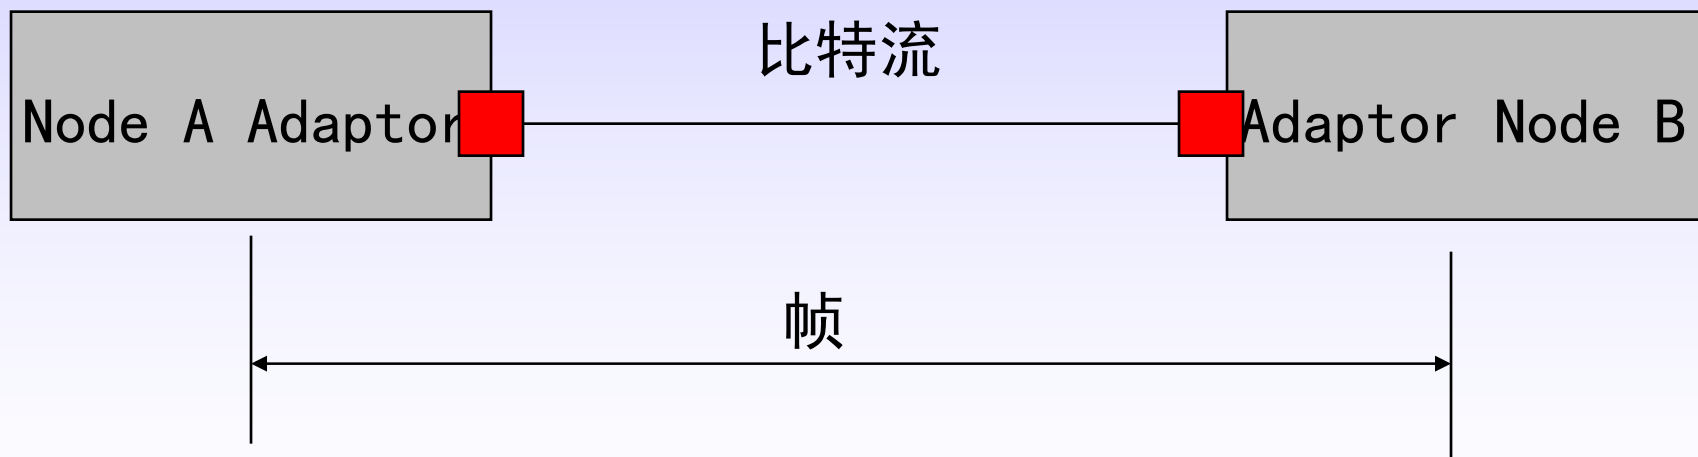 比特流
Node A Adaptor
Adaptor Node B
帧